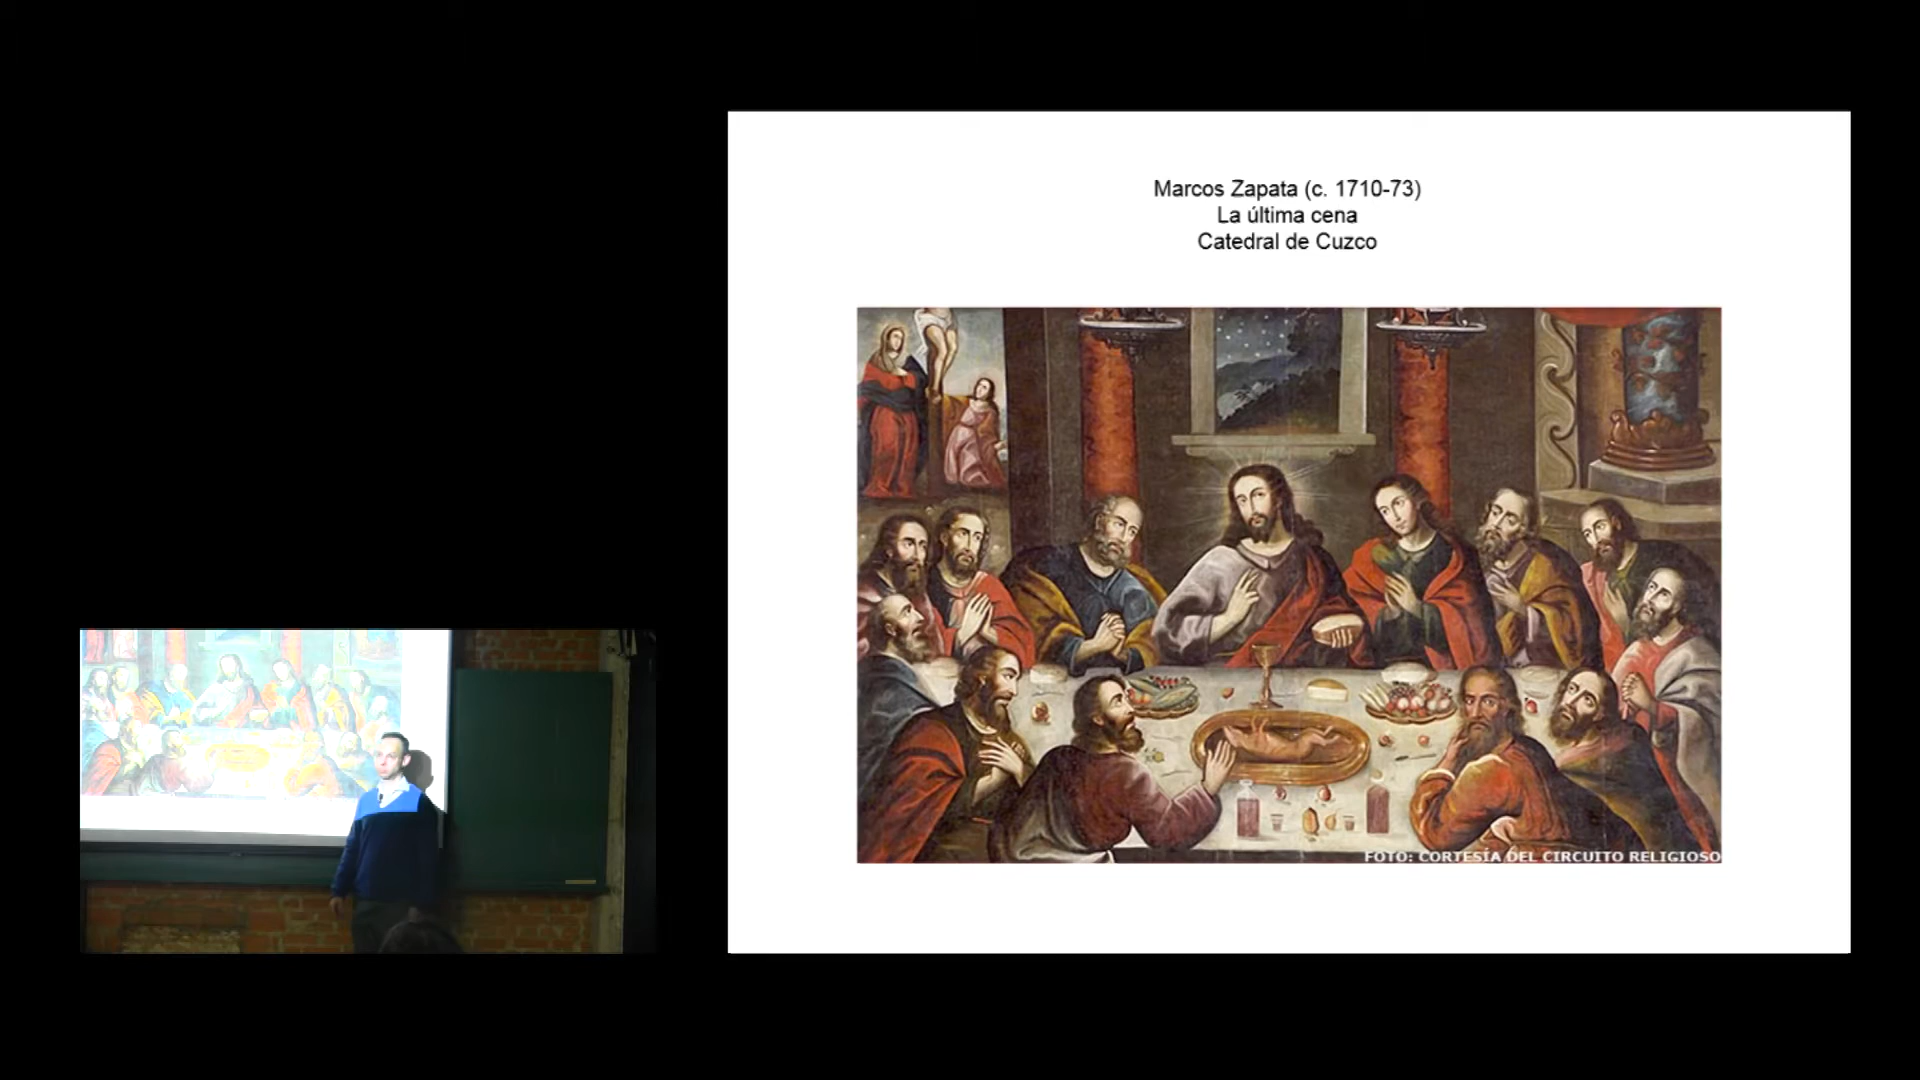 Marcos Zapata (c. 1710-73)
La última cena
Catedral de Cuzco
FOTO: CORTESÍA DEL CIRCUITO RELIGIOSO